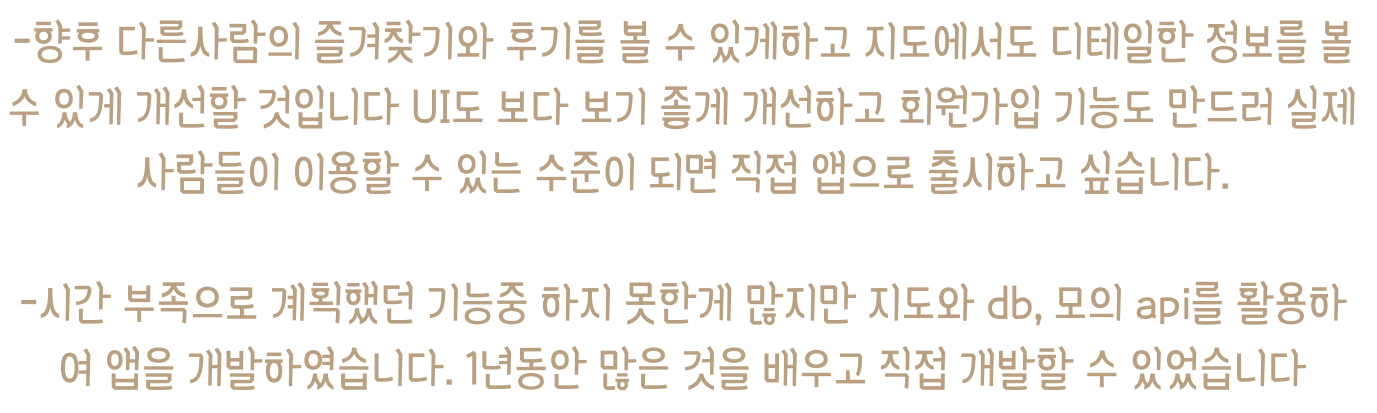 -향후 다른사람의 즐겨찾기와 후기를 볼 수 있게하고 지도에서도 디테일한 정보를 볼
수 있게 개선할 것입니다 UI도 보다 보기 좋게 개선하고 회원가입 기능도 만드러 실제
사람들이 이용할 수 있는 수준이 되면 직접 앱으로 출시하고 싶습니다.
-시간 부족으로 계획했던 기능중 하지 못한게 많지만 지도와 db, 모의 api를 활용하
여 앱을 개발하였습니다. 1년동안 많은 것을 배우고 직접 개발할 수 있었습니다